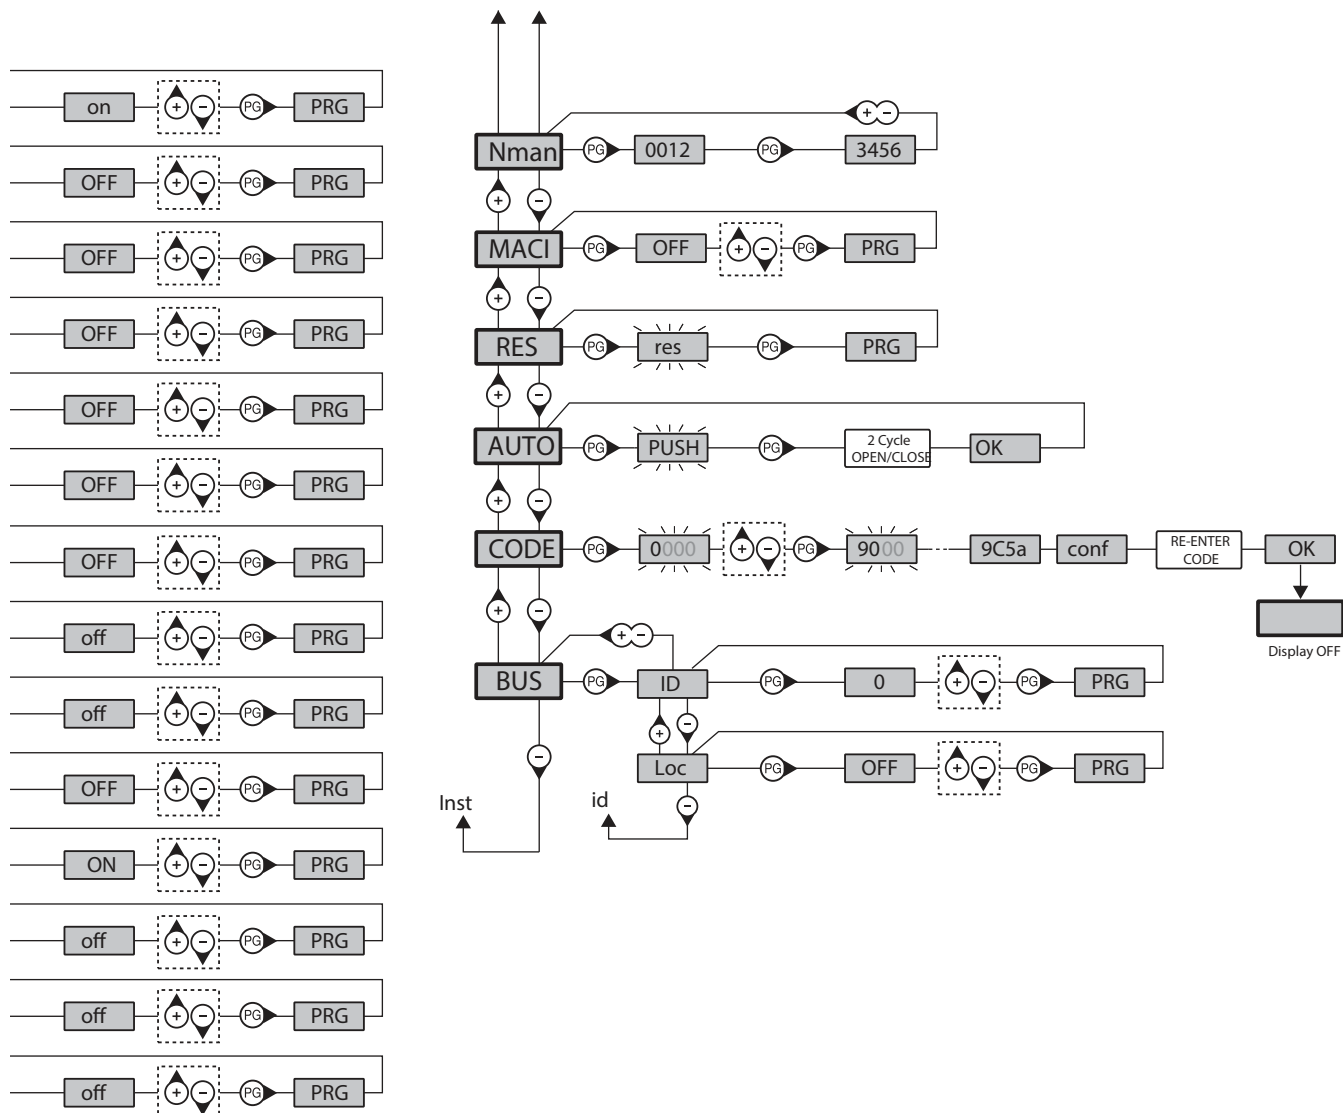 on + − PG PRG
OFF + − PG PRG
OFF + − PG PRG
OFF + − PG PRG
OFF + − PG PRG
OFF + − PG PRG
OFF + − PG PRG
off + − PG PRG
off + − PG PRG
OFF + − PG PRG
ON + − PG PRG
off + − PG PRG
off + − PG PRG
off + − PG PRG
+ −
Nman PG 0012 PG 3456
+ −
MACI PG OFF + − PG PRG
+ −
RES PG res PG PRG
+ −
AUTO PG PUSH PG 2 Cycle
OPEN/CLOSE
OK
+ −
CODE PG 0000 + − PG 9000 9C5a conf RE-ENTER
CODE
OK
Display OFF
+ −
+ −
BUS PG ID PG 0 + − PG PRG
+ −
Loc PG OFF + − PG PRG
−
Inst
−
id